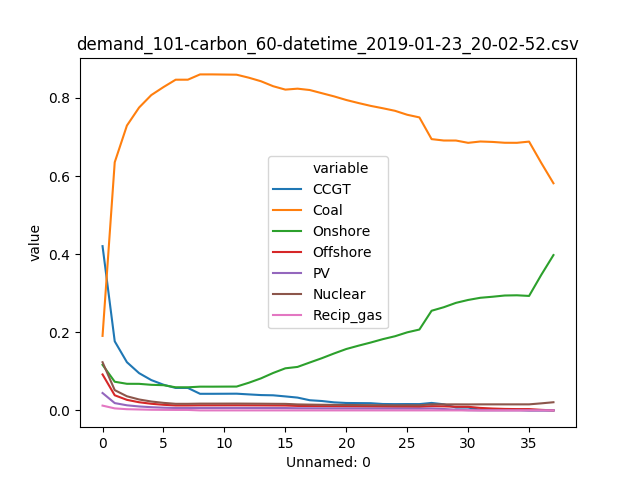 demand_101-carbon_60-datetime_2019-01-23_20-02-52.csv
0.8
0.6
0.4
0.2
0.0
value
variable
CCGT
Coal
Onshore
Offshore
PV
Nuclear
Recip_gas
0 5 10 15 20 25 30 35
Unnamed: 0